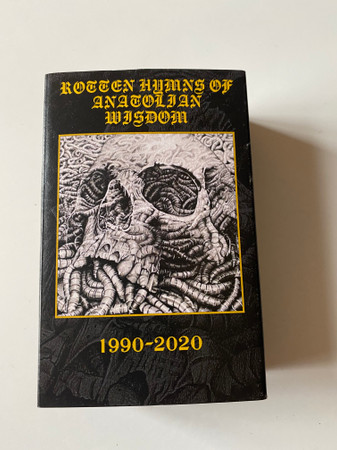 ROTTEN HYMNS OF
ANATOLIAN
WISDOM
1990-2020